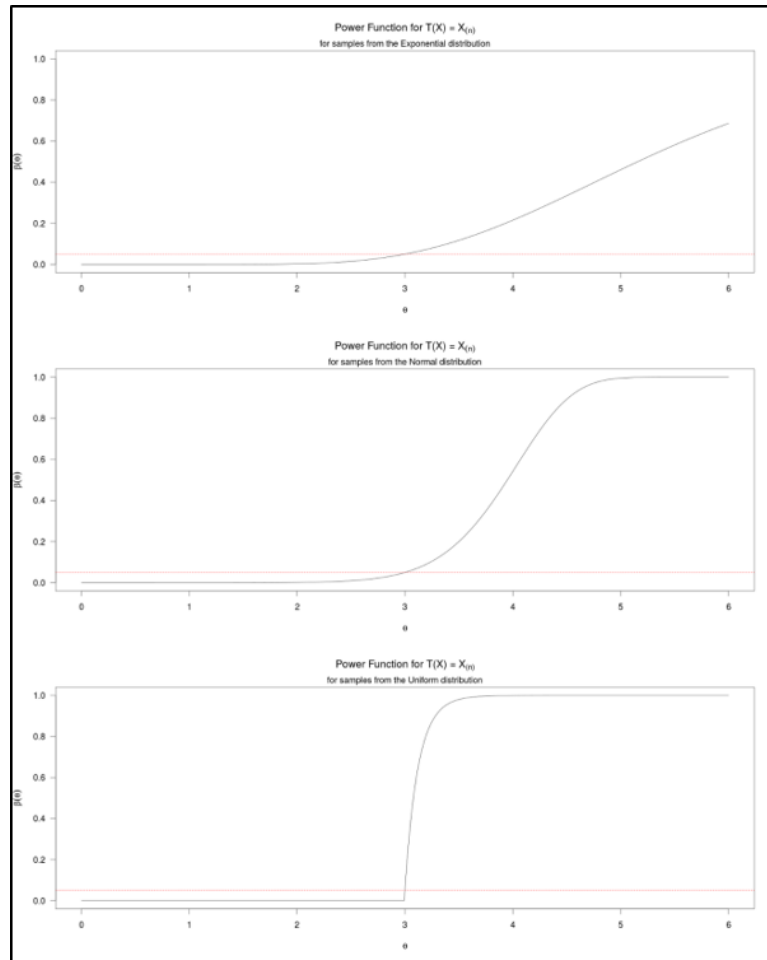 Power Function for T(X) = X(n)
for samples from the Exponential distribution
1.0
0.8
0.6
0.4
0.2
0.0
β(θ)
0 1 2 3 4 5 6
θ
Power Function for T(X) = X(n)
for samples from the Normal distribution
1.0
0.8
0.6
0.4
0.2
0.0
β(θ)
0 1 2 3 4 5 6
θ
Power Function for T(X) = X(n)
for samples from the Uniform distribution
1.0
0.8
0.6
0.4
0.2
0.0
β(θ)
0 1 2 3 4 5 6
θ